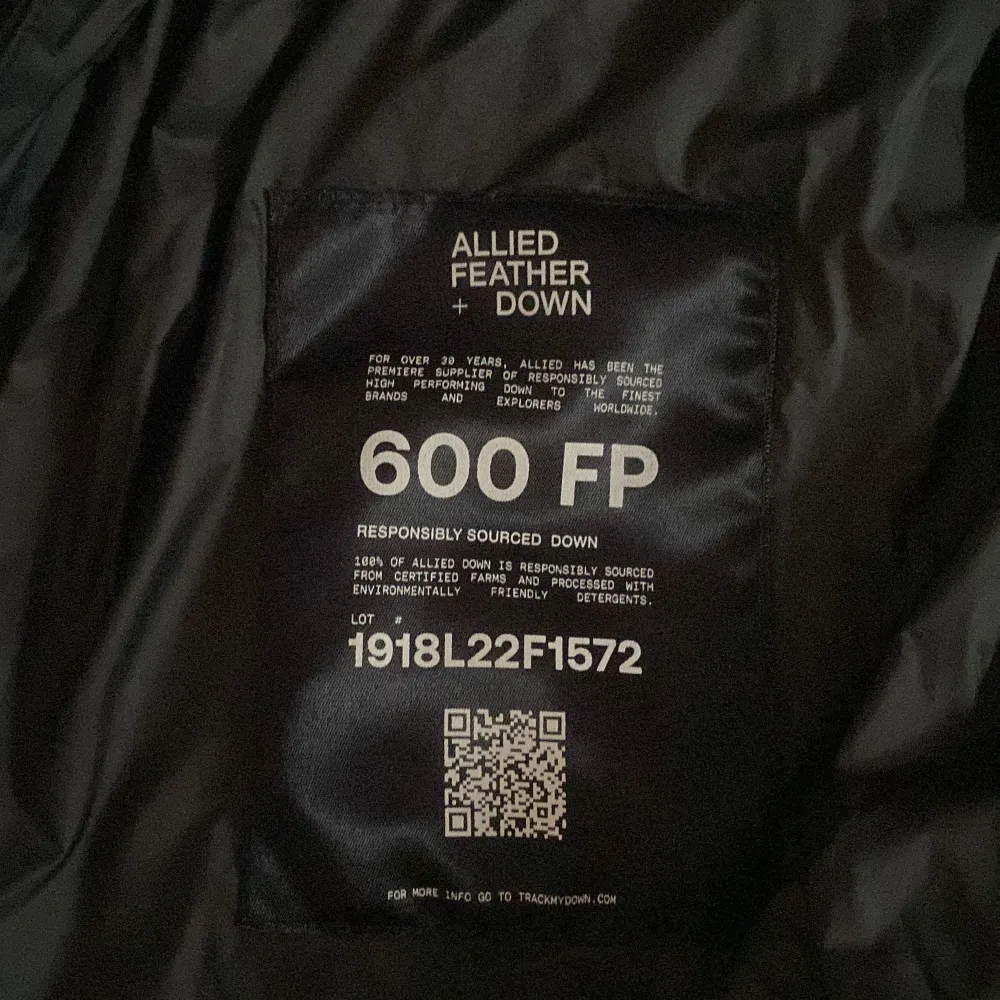 ALLIED
FEATHER
+ DOWN
FOR OVER 30 YEARS, ALLIED HAS BEEN THE
PREMIERE SUPPLIER OF RESPONSIBLY SOURCED
HIGH PERFORMING DOWN TO THE FINEST
BRANDS AND EXPLORERS WORLDWIDE.
600 FP
RESPONSIBLY SOURCED DOWN
100% OF ALLIED DOWN IS RESPONSIBLY SOURCED
FROM CERTIFIED FARMS AND PROCESSED WITH
ENVIRONMENTALLY FRIENDLY DETERGENTS.
LOT #
1918L22F1572
FOR MORE INFO GO TO TRACKMYDOWN.COM